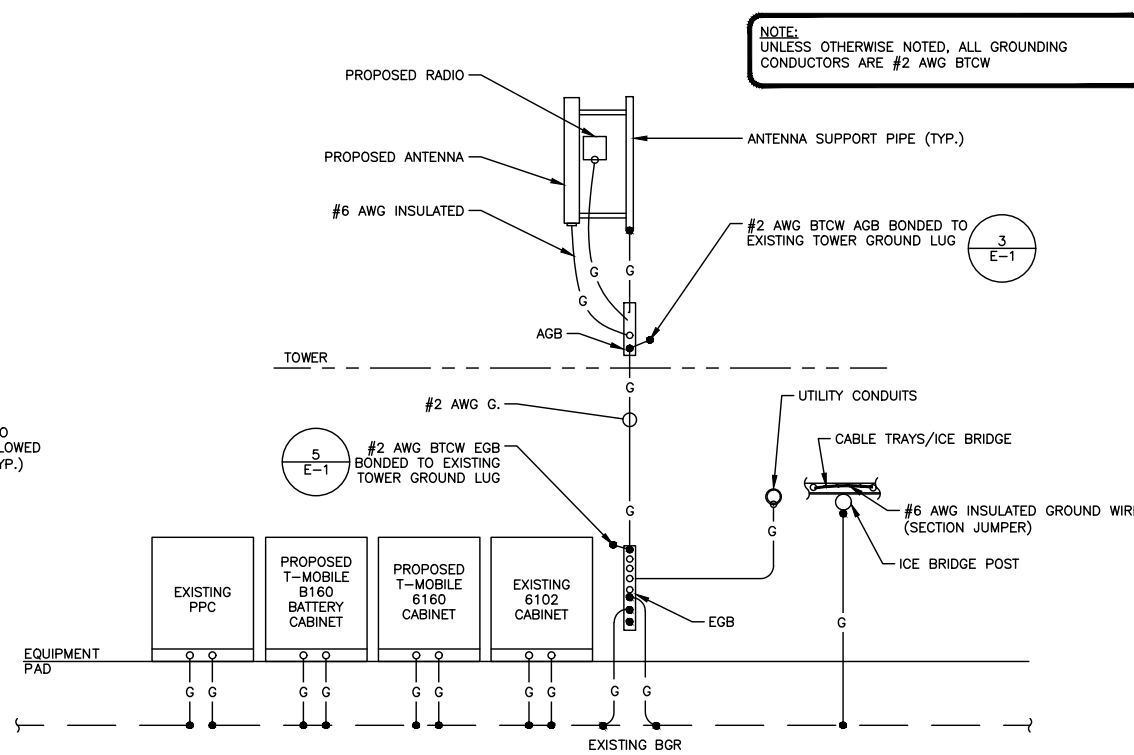 NOTE:
UNLESS OTHERWISE NOTED, ALL GROUNDING
CONDUCTORS ARE #2 AWG BTCW
PROPOSED RADIO
ANTENNA SUPPORT PIPE (TYP.)
PROPOSED ANTENNA
#6 AWG INSULATED
#2 AWG BTCW AGB BONDED TO
EXISTING TOWER GROUND LUG
3
E-1
G
G
G
AGB
TOWER
G
#2 AWG G.
UTILITY CONDUITS
CABLE TRAYS/ICE BRIDGE
5
E-1
#2 AWG BTCW EGB
BONDED TO EXISTING
TOWER GROUND LUG
#6 AWG INSULATED GROUND
(SECTION JUMPER)
G
G
ICE BRIDGE POST
EXISTING
PPC
PROPOSED
T-MOBILE
B160
BATTERY
CABINET
PROPOSED
T-MOBILE
6160
CABINET
EXISTING
6102
CABINET
EGB
G
EQUIPMENT
PAD
G
G
G
G
G
G
G
G
G
G
EXISTING BGR